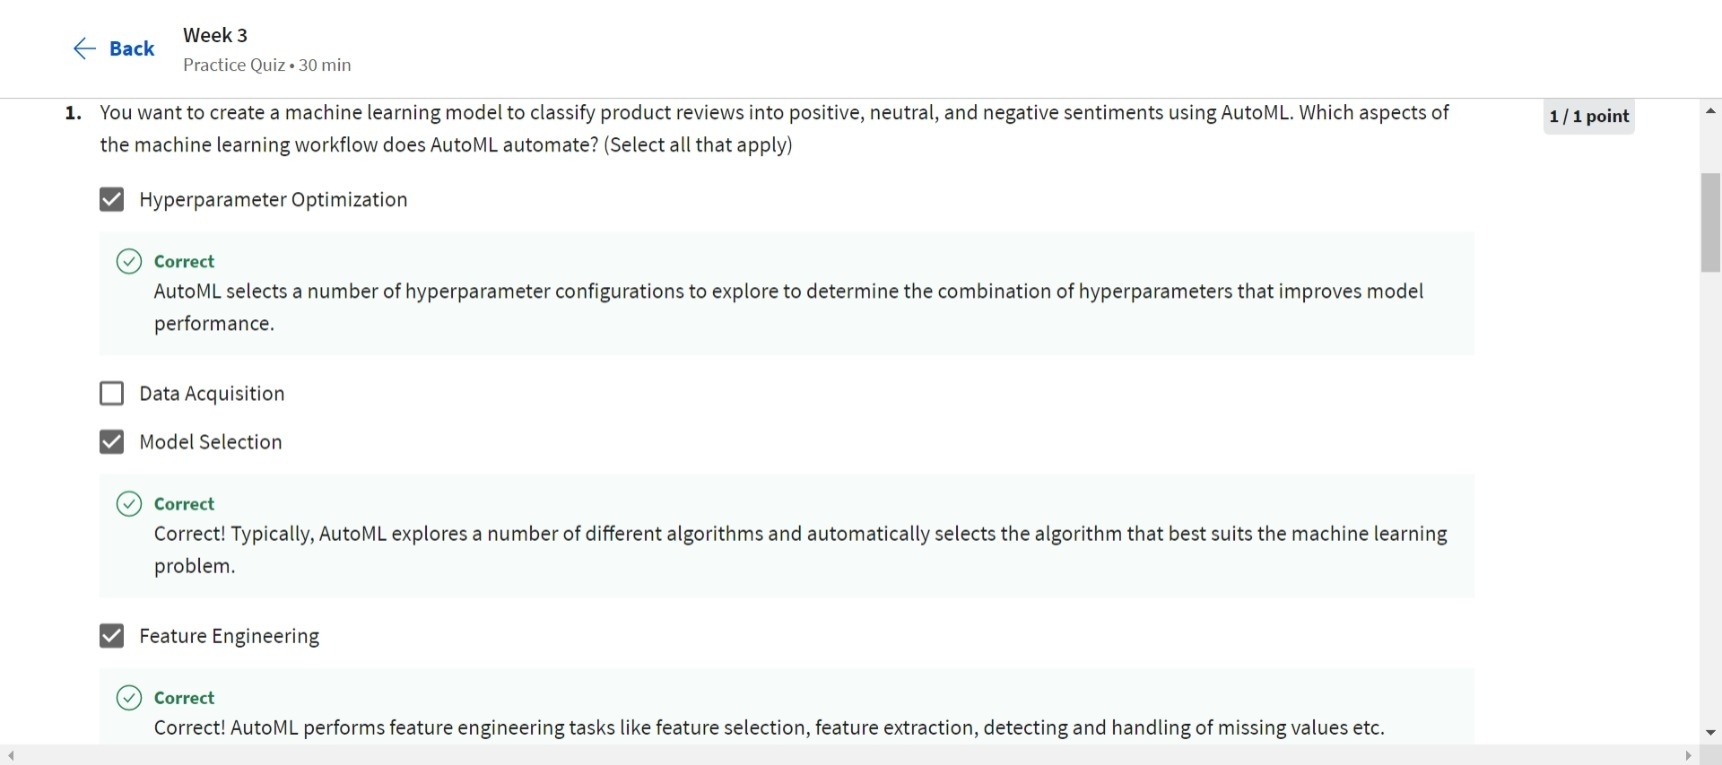 Back
Week 3
Practice Quiz • 30 min
1. You want to create a machine learning model to classify product reviews into positive, neutral, and negative sentiments using AutoML. Which aspects of
the machine learning workflow does AutoML automate? (Select all that apply)
1 / 1 point
Hyperparameter Optimization
Correct
AutoML selects a number of hyperparameter configurations to explore to determine the combination of hyperparameters that improves model
performance.
Data Acquisition
Model Selection
Correct
Correct! Typically, AutoML explores a number of different algorithms and automatically selects the algorithm that best suits the machine learning
problem.
Feature Engineering
Correct
Correct! AutoML performs feature engineering tasks like feature selection, feature extraction, detecting and handling of missing values etc.